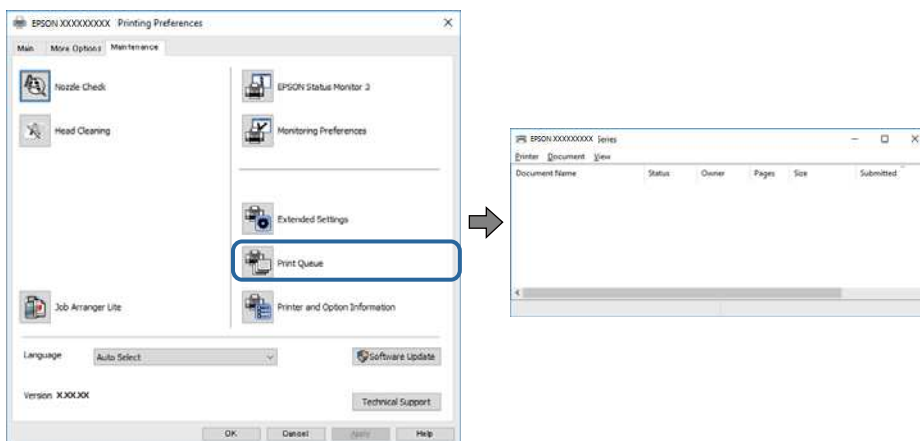 EPSON XXXXXXXXX Printing Preferences
Main More Options Maintenance
Nozzle Check
Head Cleaning
Job Arranger Lite
EPSON Status Monitor 3
Monitoring Preferences
Extended Settings
Print Queue
Printer and Option Information
Language Auto Select Software Update
Version X.XX.XX Technical Support
OK Cancel Apply Help
EPSON XXXXXXXXX Series
Printer Document View
Document Name Status Owner Pages Size Submitted